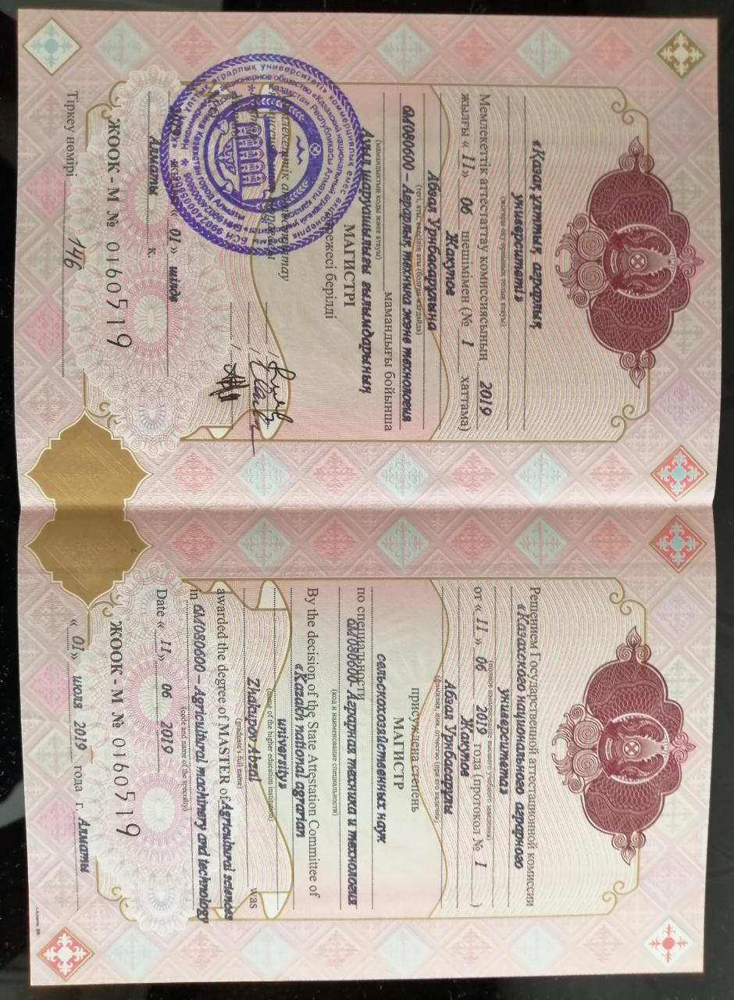 «Қазақ ұлттық аграрлық
университеті»
(жоғары оқу орнының толық атауы)
Мемлекеттік аттестаттау комиссиясының 2019
жылғы « 11 » 06 шешімімен (№ 1 хаттама)
Жакупов
Абзал Урнбасарұлына
(тегі, аты, әкесінің аты (болған жағдайда)
6М080600 – Аграрлық техника және технология
(мамандықтың коды және атауы)
мамандығы бойынша
Ауыл шаруашылығы ғылымдарының
МАГИСТРІ
дәрежесі берілді
« 01 » шілде
Алматы қ.
ЖООК - М № 0160519
Тіркеу нөмірі 146
Решением Государственной аттестационной комиссии
«Казахского национального аграрного
университета»
(полное наименование высшего учебного заведения)
от « 11 » 06 2019 года (протокол № 1 )
Жакупов
Абзал Урнбасарұлы
(фамилия, имя, отчество (при его наличии)
присуждена степень
МАГИСТР
сельскохозяйственных наук
по специальности
6М080600- Аграрная техника и технология
(код и наименование специальности)
By the decision of the State Attestation Committee of
«Kazakh national agrarian
university»
(name of the higher education institution)
Zhakupov Abzal was
(graduate's full name)
awarded the degree of MASTER of Agricultural sciences
in 6M080600 – Agricultural machinery and technology
(code and name of the specialty)
Date « 11 » 06 2019
ЖООК - М № 0160519
« 01 » июля 2019 года г. Алматы